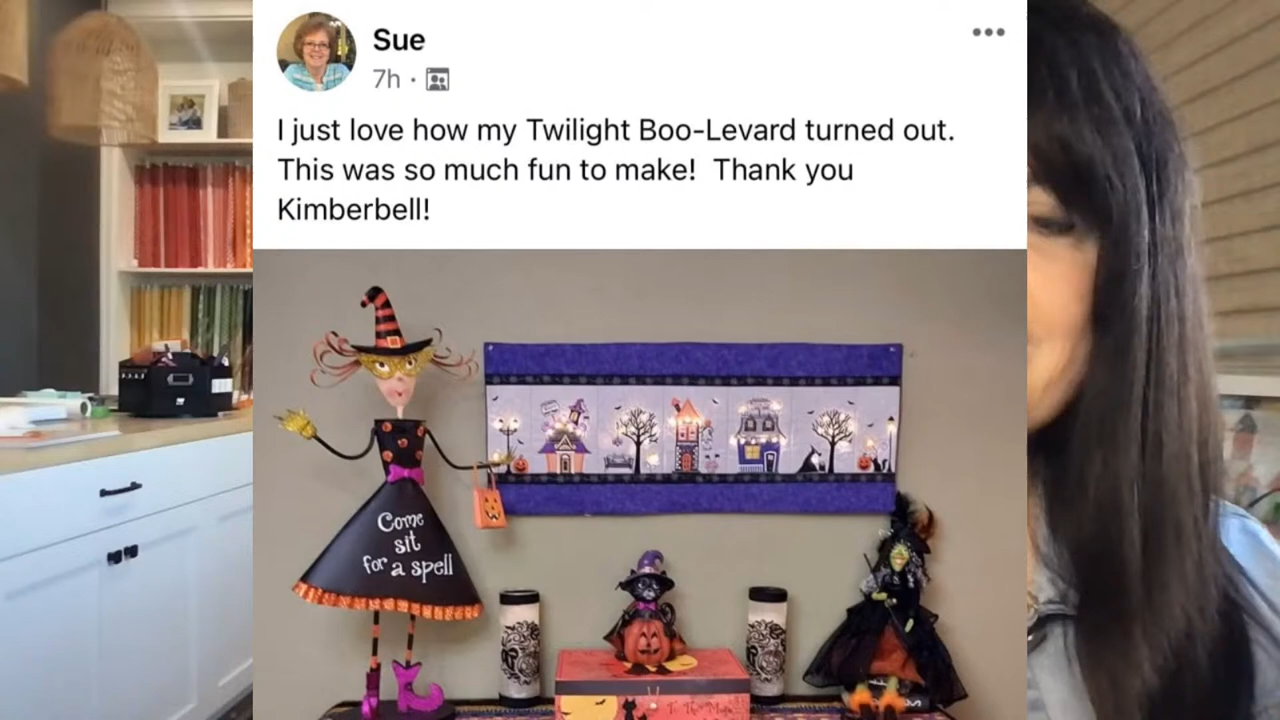 Sue
7h ·
I just love how my Twilight Boo-Levard turned out.
This was so much fun to make!  Thank you
Kimberbell!
Come
sit
for a spell